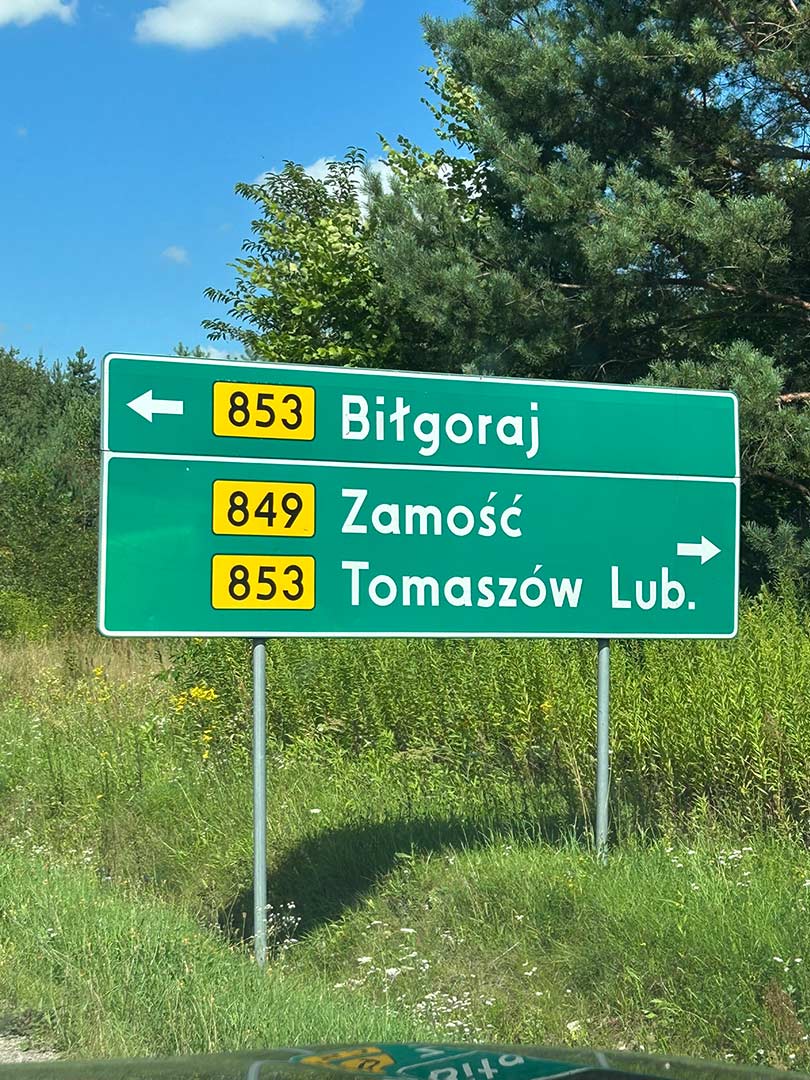 853 Biłgoraj
849 Zamość
853 Tomaszów Lub.